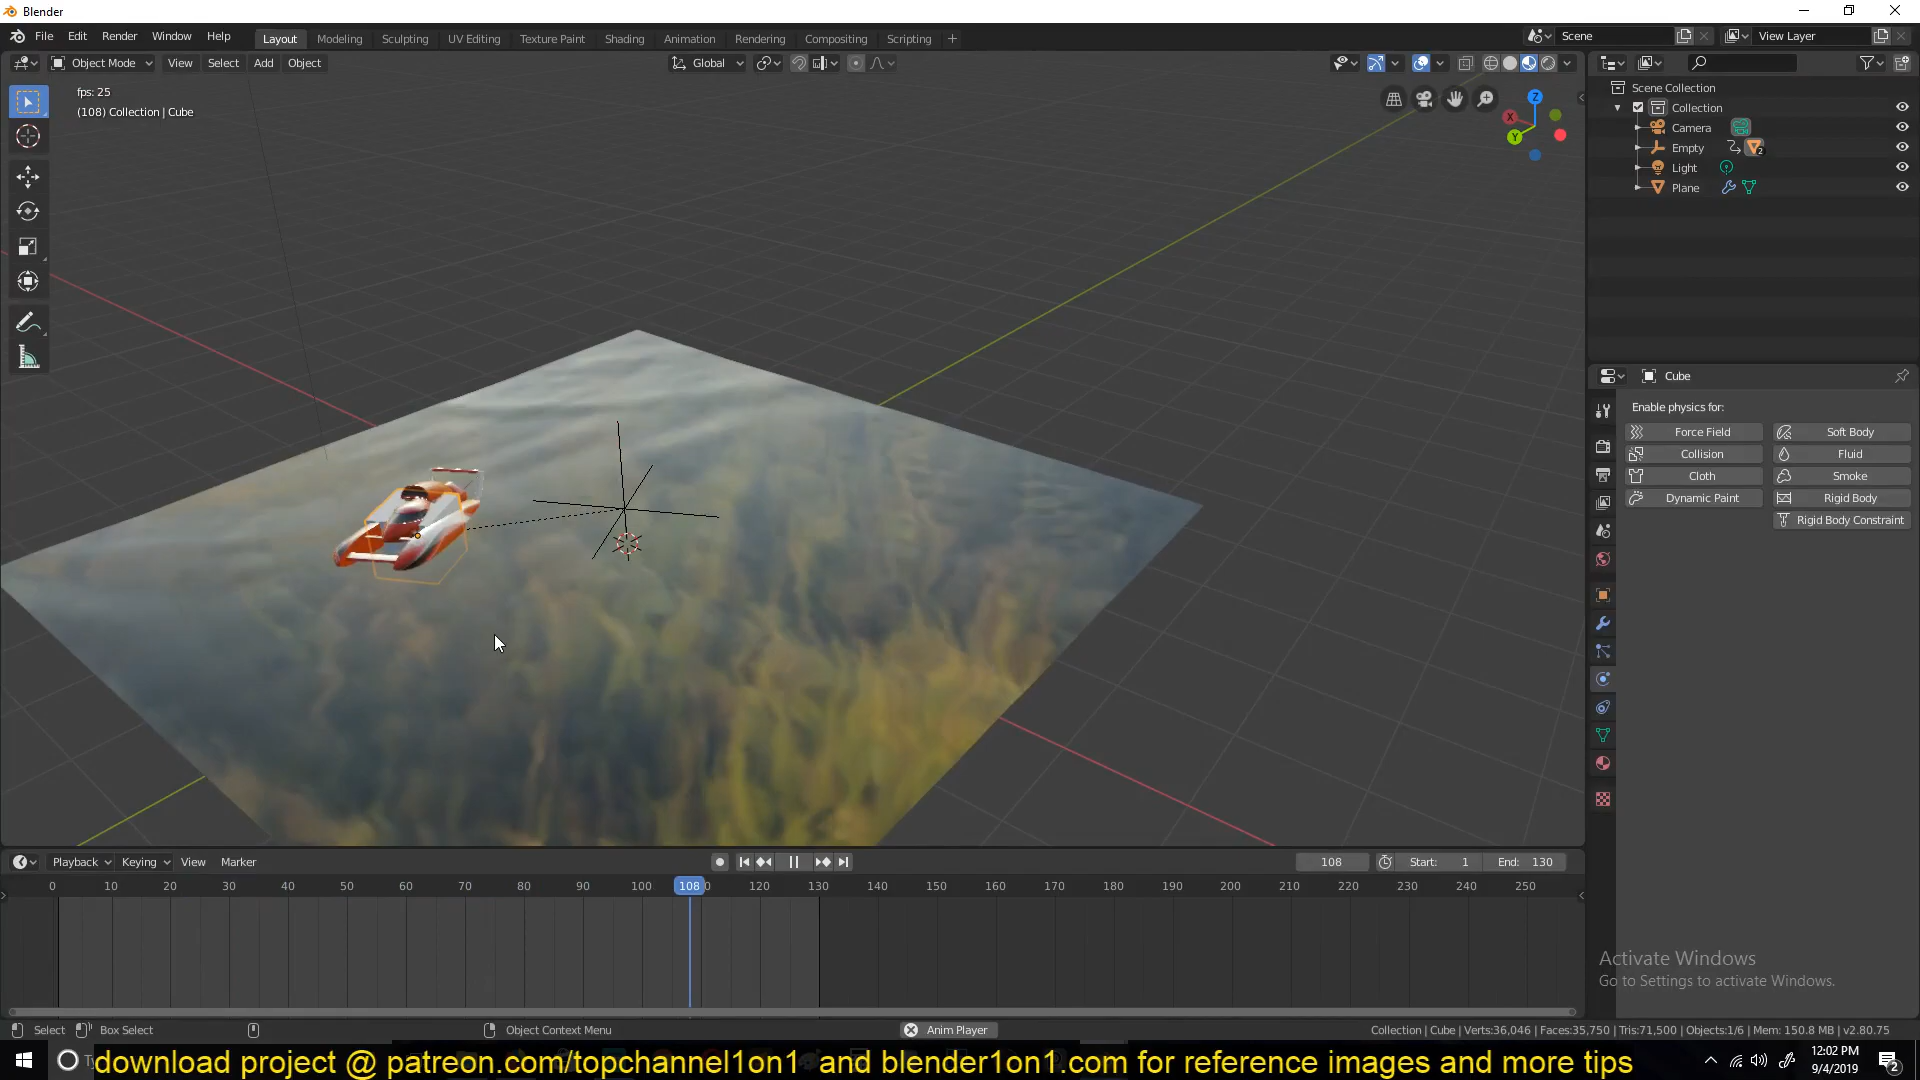 Blender
File Edit Render Window Help
Layout Modeling Sculpting UV Editing Texture Paint Shading Animation Rendering Compositing Scripting +
Scene
View Layer
Object Mode View Select Add Object
Global
fps: 25
(108) Collection | Cube
Z
X
Y
Scene Collection
Collection
Camera
Empty
2
Light
Plane
Cube
Enable physics for:
Force Field Soft Body
Collision Fluid
Cloth Smoke
Dynamic Paint Rigid Body
Rigid Body Constraint
Playback Keying View Marker
108 Start: 1 End: 130
0 10 20 30 40 50 60 70 80 90 100 108 0 120 130 140 150 160 170 180 190 200 210 220 230 240 250
Activate Windows
Go to Settings to activate Windows.
Select Box Select Object Context Menu Anim Player Collection | Cube | Verts:36,046 | Faces:35,750 | Tris:71,500 | Objects:1/6 | Mem: 150.8 MB | v2.80.75
download project @ patreon.com/topchannel1on1 and blender1on1.com for reference images and more tips
12:02 PM
9/4/2019
2